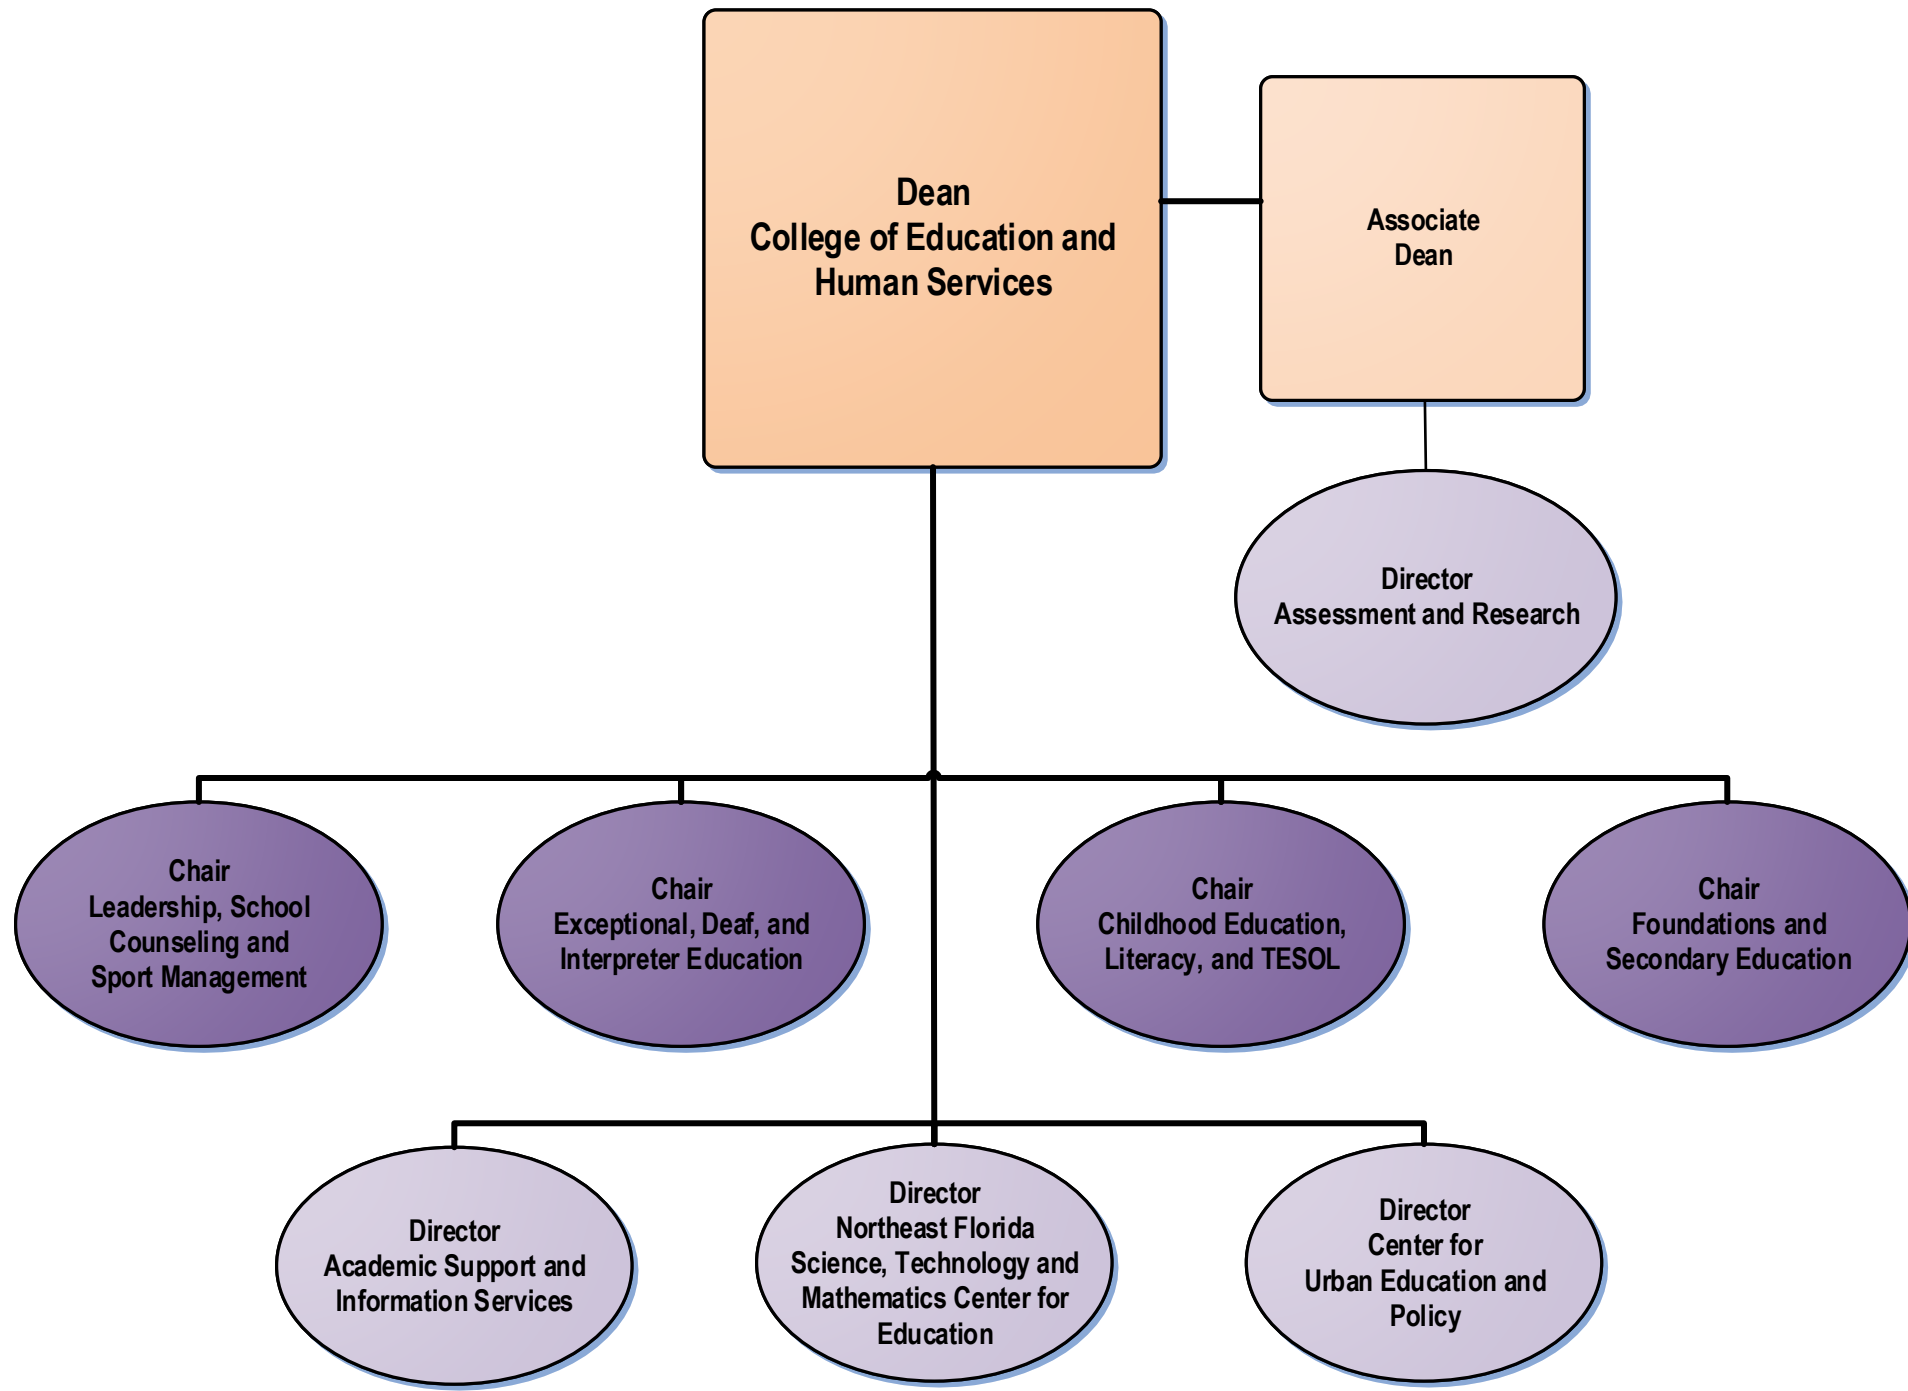 Dean
College of Education and
Human Services
Associate
Dean
Director
Assessment and Research
Chair
Leadership, School
Counseling and
Sport Management
Chair
Exceptional, Deaf, and
Interpreter Education
Chair
Childhood Education,
Literacy, and TESOL
Chair
Foundations and
Secondary Education
Director
Academic Support and
Information Services
Director
Northeast Florida
Science, Technology and
Mathematics Center for
Education
Director
Center for
Urban Education and
Policy